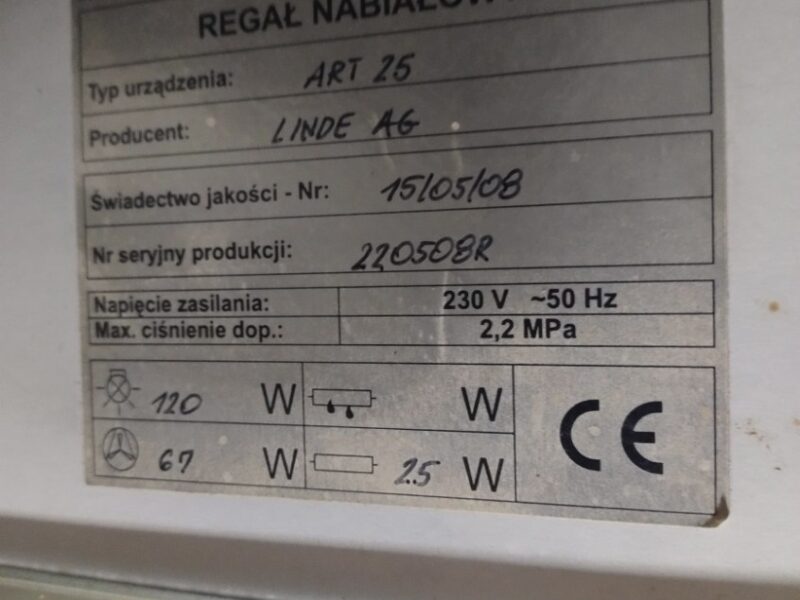 REGAŁ NABIAŁOW
Typ urządzenia: ART 25
Producent: LINDE AG
Świadectwo jakości - Nr: 15/05/08
Nr seryjny produkcji: 220508R
Napięcie zasilania: 230 V ~50 Hz
Max. ciśnienie dop.: 2,2 MPa
120 W W
67 W 25 W
CE